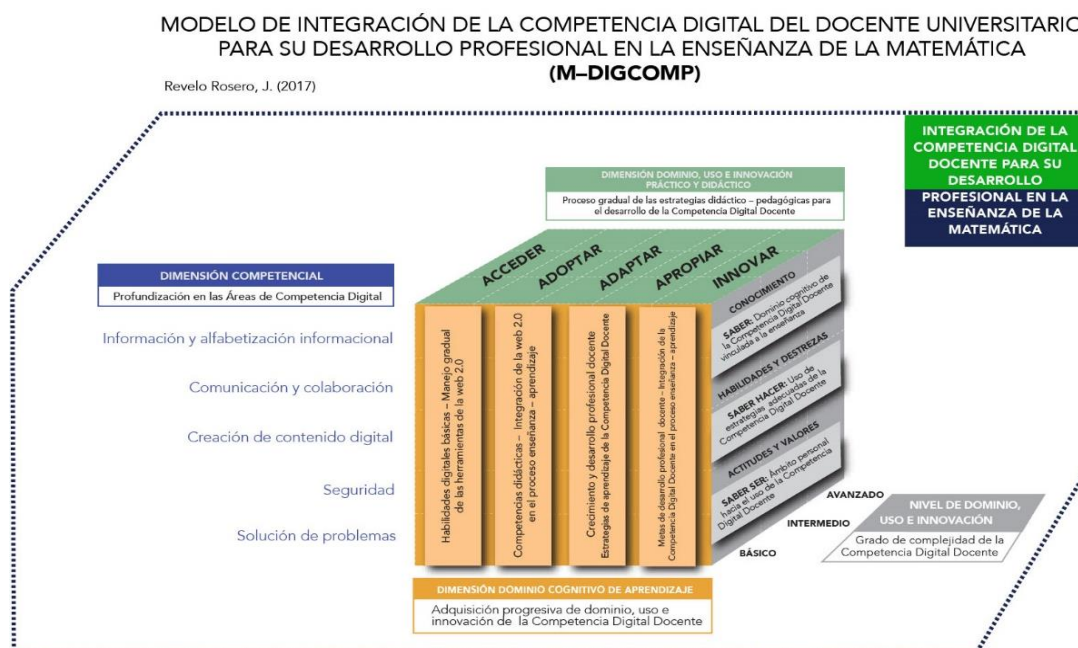 MODELO DE INTEGRACIÓN DE LA COMPETENCIA DIGITAL DEL DOCENTE UNIVERSITARIO
PARA SU DESARROLLO PROFESIONAL EN LA ENSEÑANZA DE LA MATEMÁTICA
(M–DIGCOMP)
Revelo Rosero, J. (2017)
INTEGRACIÓN DE LA
COMPETENCIA DIGITAL
DOCENTE PARA SU
DESARROLLO
PROFESIONAL EN LA
ENSEÑANZA DE LA
MATEMÁTICA
DIMENSIÓN DOMINIO, USO E INNOVACIÓN
PRÁCTICO Y DIDÁCTICO
Proceso gradual de las estrategias didáctico – pedagógicas para
el desarrollo de la Competencia Digital Docente
ACCEDER
ADOPTAR
ADAPTAR
APROPIAR
INNOVAR
DIMENSIÓN COMPETENCIAL
Profundización en las Áreas de Competencia Digital
Información y alfabetización informacional
Comunicación y colaboración
Creación de contenido digital
Seguridad
Solución de problemas
Habilidades digitales básicas – Manejo gradual
de las herramientas de la web 2.0
Competencias didácticas – Integración de la web 2.0
en el proceso enseñanza – aprendizaje
Crecimiento y desarrollo profesional docente
Estrategias de aprendizaje de la Competencia Digital Docente
Metas de desarrollo profesional docente – Integración de la
Competencia Digital Docente en el proceso enseñanza – aprendizaje
CONOCIMIENTO
SABER: Dominio cognitivo de
la Competencia Digital Docente
vinculada a la enseñanza
HABILIDADES Y DESTREZAS
SABER HACER: Uso de
estrategias adecuadas de la
Competencia Digital Docente
ACTITUDES Y VALORES
SABER SER: Ámbito personal
hacia el uso de la Competencia
Digital Docente
AVANZADO
INTERMEDIO
BÁSICO
NIVEL DE DOMINIO,
USO E INNOVACIÓN
Grado de complejidad de la
Competencia Digital Docente
DIMENSIÓN DOMINIO COGNITIVO DE APRENDIZAJE
Adquisición progresiva de dominio, uso e
innovación de la Competencia Digital Docente